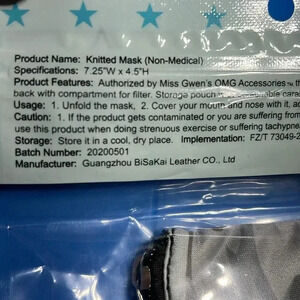 Product Name: Knitted Mask (Non-Medical)
Specifications: 7.25"W x 4.5"H
Product Features: Authorized by Miss Gwen's OMG Accessories
back with compartment for filter. Storage pouch
Usage: 1. Unfold the mask, 2. Cover your mouth and nose with it,
Caution: 1. If the product gets contaminated or you are suffering from
use this product when doing strenuous exercise or suffering tachypnea
Storage: Store it in a cool, dry place. Implementation: FZ/T 73049-2
Batch Number: 20200501
Manufacturer: Guangzhou BiSaKai Leather CO., Ltd